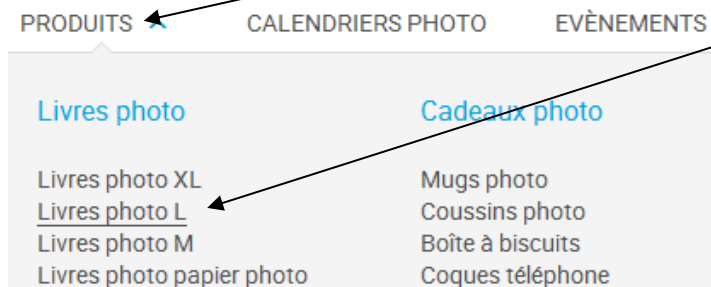 PRODUITS CALENDRIERS PHOTO EVÈNEMENTS
Livres photo
Livres photo XL
Livres photo L
Livres photo M
Livres photo papier photo
Cadeaux photo
Mugs photo
Coussins photo
Boîte à biscuits
Coques téléphone